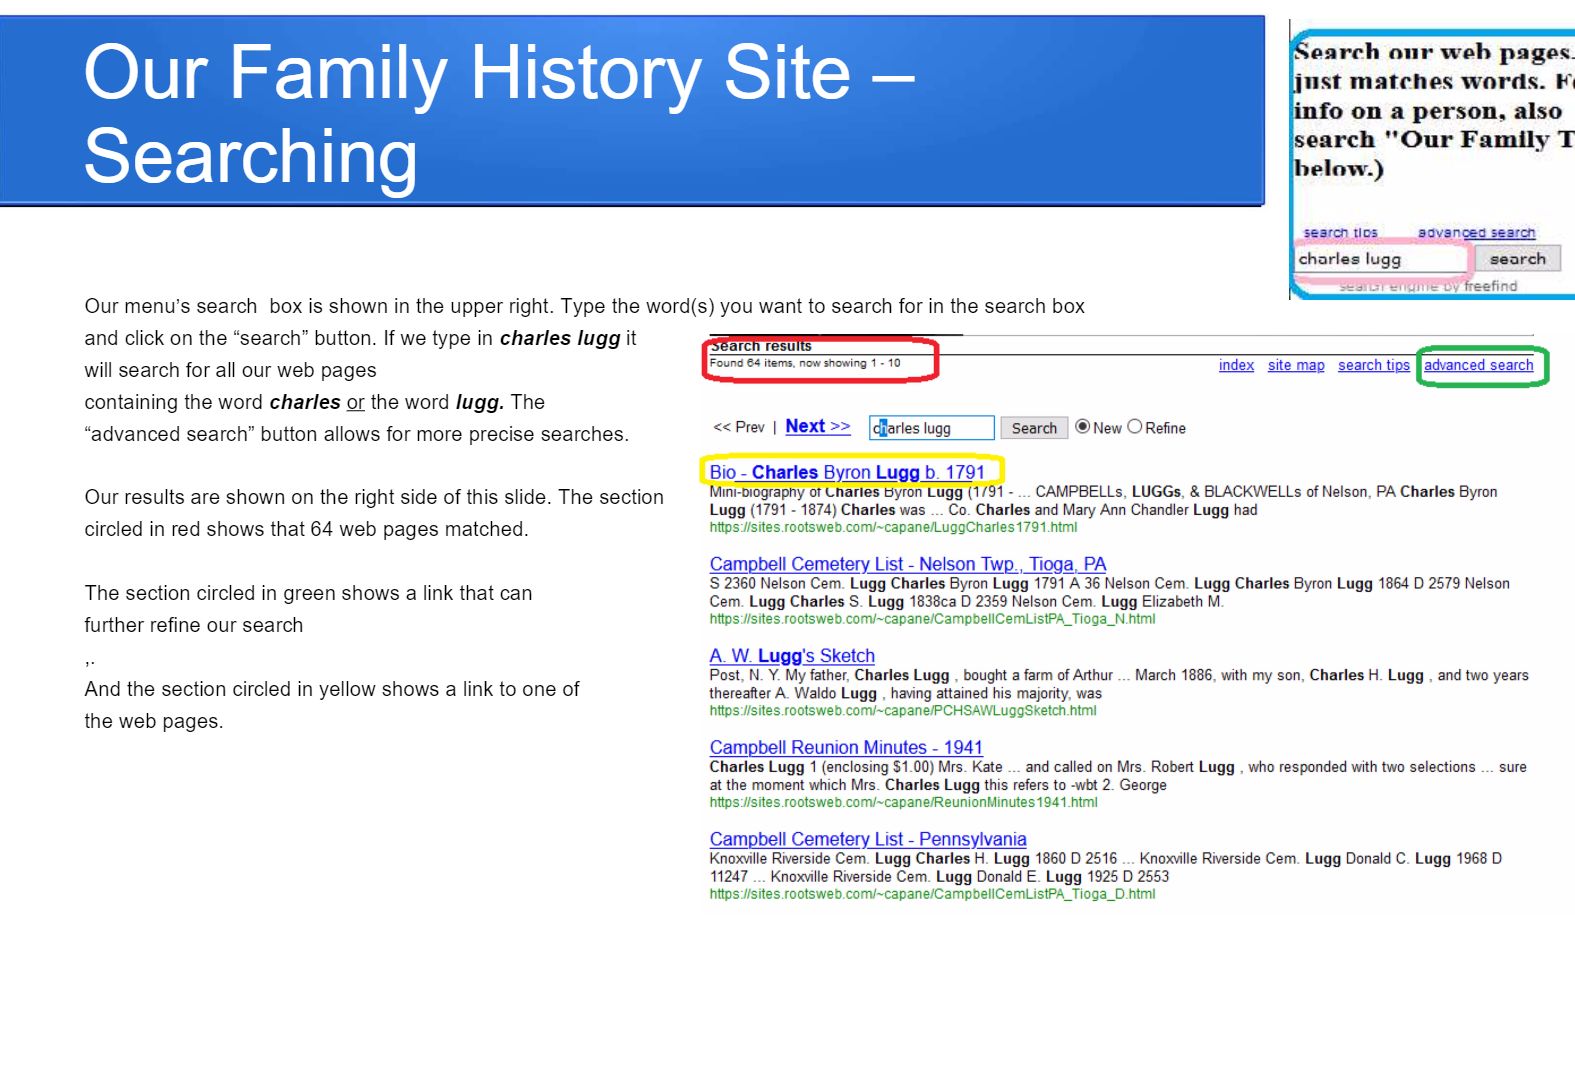 Our Family History Site –
Searching
Search our web pages.
just matches words.
info on a person, also
search "Our Family
below.)
search tips advanced search
charles lugg search
search engine by freefind
Our menu’s search  box is shown in the upper right. Type the word(s) you want to search for in the search box
and click on the “search” button. If we type in charles lugg it
will search for all our web pages
containing the word charles or the word lugg. The
“advanced search” button allows for more precise searches.
Our results are shown on the right side of this slide. The section
circled in red shows that 64 web pages matched.
The section circled in green shows a link that can
further refine our search
,.
And the section circled in yellow shows a link to one of
the web pages.
Search results
Found 64 items, now showing 1 - 10
index site map search tips advanced search
<< Prev | Next >> charles lugg Search New Refine
Bio - Charles Byron Lugg b. 1791
Mini-biography of Charles Byron Lugg (1791 - ... CAMPBELLs, LUGGs, & BLACKWELLs of Nelson, PA Charles Byron
Lugg (1791 - 1874) Charles was ... Co. Charles and Mary Ann Chandler Lugg had
https://sites.rootsweb.com/~capane/LuggCharles1791.html
Campbell Cemetery List - Nelson Twp., Tioga, PA
S 2360 Nelson Cem. Lugg Charles Byron Lugg 1791 A 36 Nelson Cem. Lugg Charles Byron Lugg 1864 D 2579 Nelson
Cem. Lugg Charles S. Lugg 1838ca D 2359 Nelson Cem. Lugg Elizabeth M.
https://sites.rootsweb.com/~capane/CampbellCemListPA_Tioga_N.html
A. W. Lugg's Sketch
Post, N. Y. My father, Charles Lugg , bought a farm of Arthur ... March 1886, with my son, Charles H. Lugg , and two years
thereafter A. Waldo Lugg , having attained his majority, was
https://sites.rootsweb.com/~capane/PCHSAWLuggSketch.html
Campbell Reunion Minutes - 1941
Charles Lugg 1 (enclosing $1.00) Mrs. Kate ... and called on Mrs. Robert Lugg , who responded with two selections ... sure
at the moment which Mrs. Charles Lugg this refers to -wbt 2. George
https://sites.rootsweb.com/~capane/ReunionMinutes1941.html
Campbell Cemetery List - Pennsylvania
Knoxville Riverside Cem. Lugg Charles H. Lugg 1860 D 2516 ... Knoxville Riverside Cem. Lugg Donald C. Lugg 1968 D
11247 ... Knoxville Riverside Cem. Lugg Donald E. Lugg 1925 D 2553
https://sites.rootsweb.com/~capane/CampbellCemListPA_Tioga_D.html